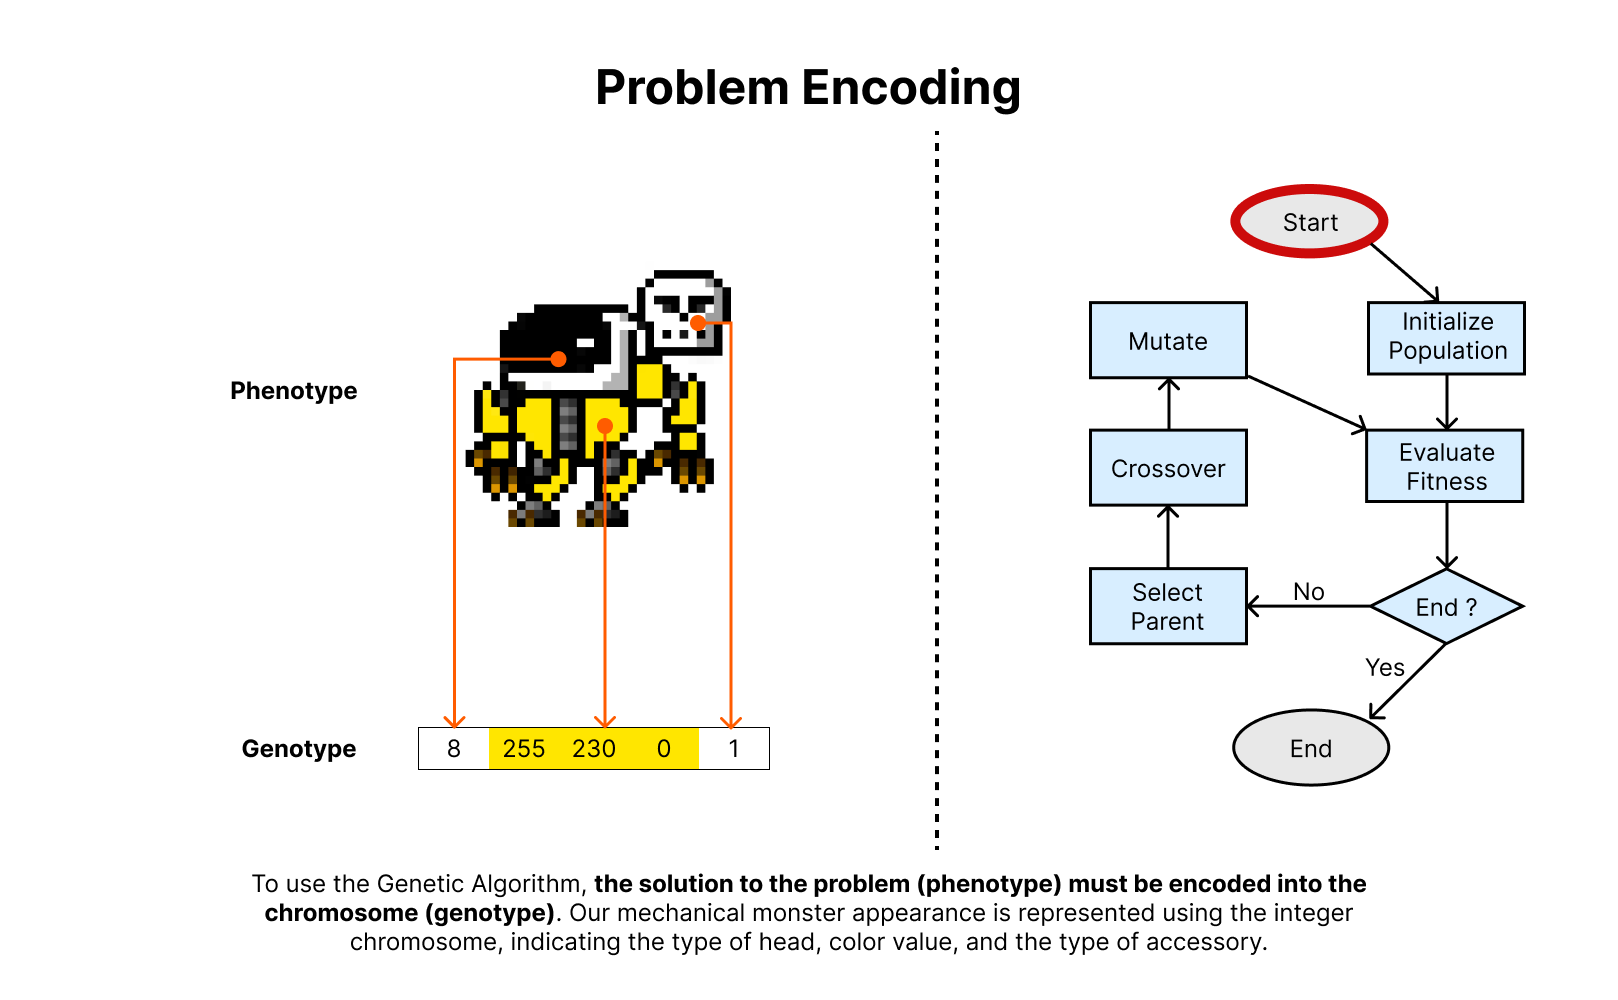 Problem Encoding
Phenotype
Genotype
8 255 230 0 1
Start
Initialize
Population
Evaluate
Fitness
End ?
No
Yes
Select
Parent
Crossover
Mutate
End
To use the Genetic Algorithm, the solution to the problem (phenotype) must be encoded into the
chromosome (genotype). Our mechanical monster appearance is represented using the integer
chromosome, indicating the type of head, color value, and the type of accessory.